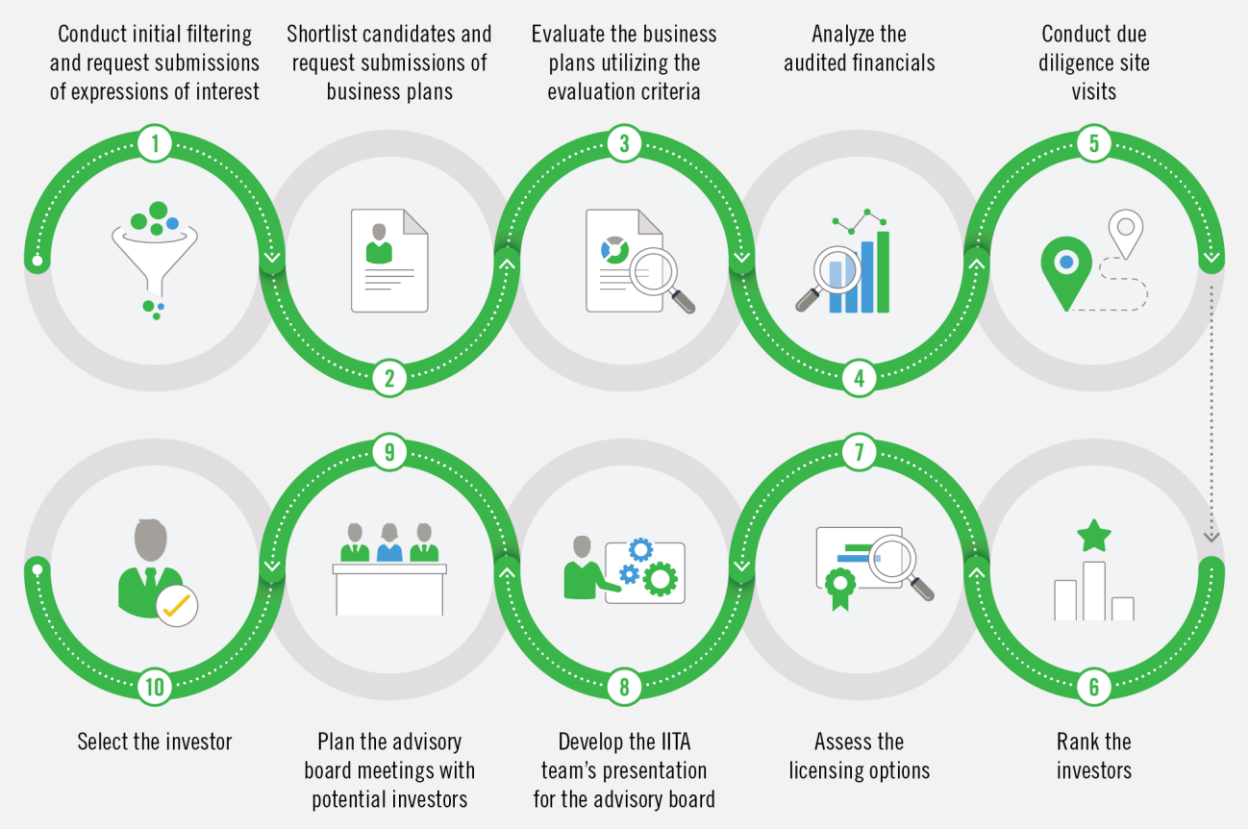 Conduct initial filtering
and request submissions
of expressions of interest
Shortlist candidates and
request submissions of
business plans
Evaluate the business
plans utilizing the
evaluation criteria
Analyze the
audited financials
Conduct due
diligence site
visits
1
2
3
4
5
6
7
8
9
10
Rank the
investors
Assess the
licensing options
Develop the IITA
team's presentation
for the advisory board
Plan the advisory
board meetings with
potential investors
Select the investor